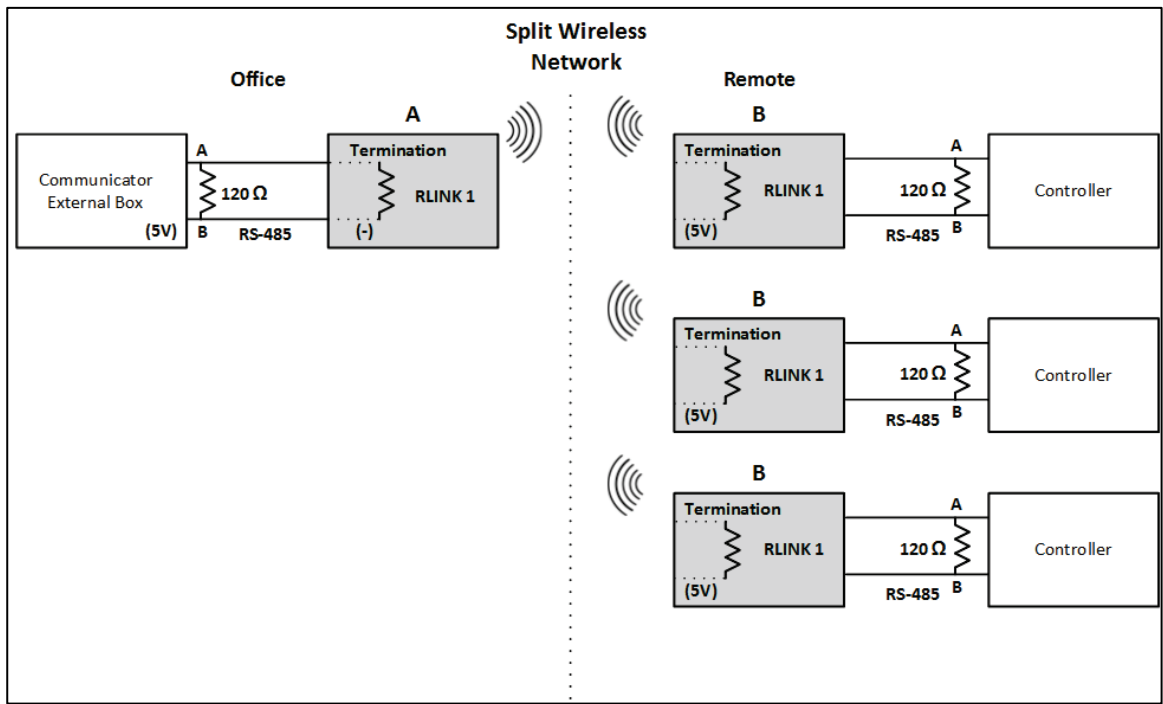 Split Wireless
Network
Office
Remote
A
B
Communicator
External Box
(5V)
A
120 Ω
B
RS-485
Termination
RLINK 1
(-)
Termination
RLINK 1
(5V)
A
120 Ω
RS-485
B
Controller
B
Termination
RLINK 1
(5V)
A
120 Ω
RS-485
B
Controller
B
Termination
RLINK 1
(5V)
A
120 Ω
RS-485
B
Controller